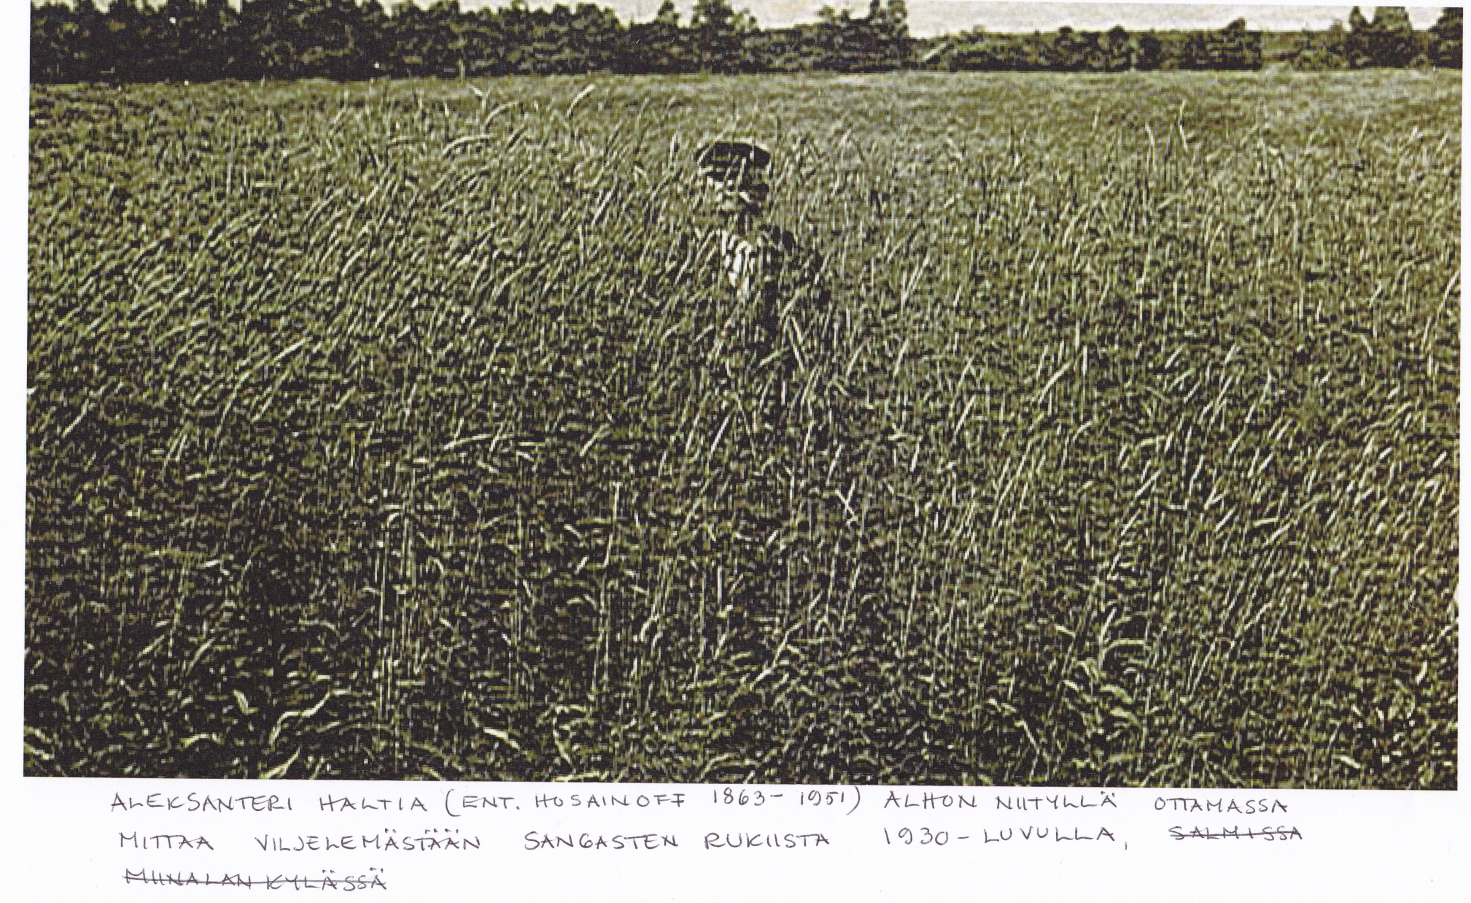 ALEKSANTERI HALTIA (ENT. HOSAINOFF 1863-1951) ALHON NIITYLLÄ OTTAMASSA
MITTAA VILJELEMÄSTÄÄN SANGASTEN RUKIISTA 1930-LUVULLA, SALMISSA
MIINALAN KYLÄSSÄ